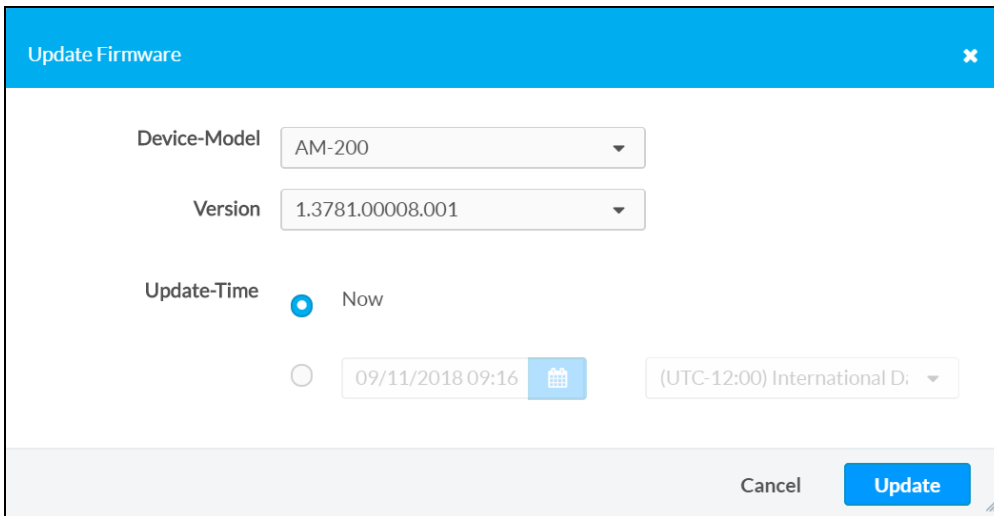 Update Firmware
Device-Model AM-200
Version 1.3781.00008.001
Update-Time Now
09/11/2018 09:16 (UTC-12:00) International
Cancel Update